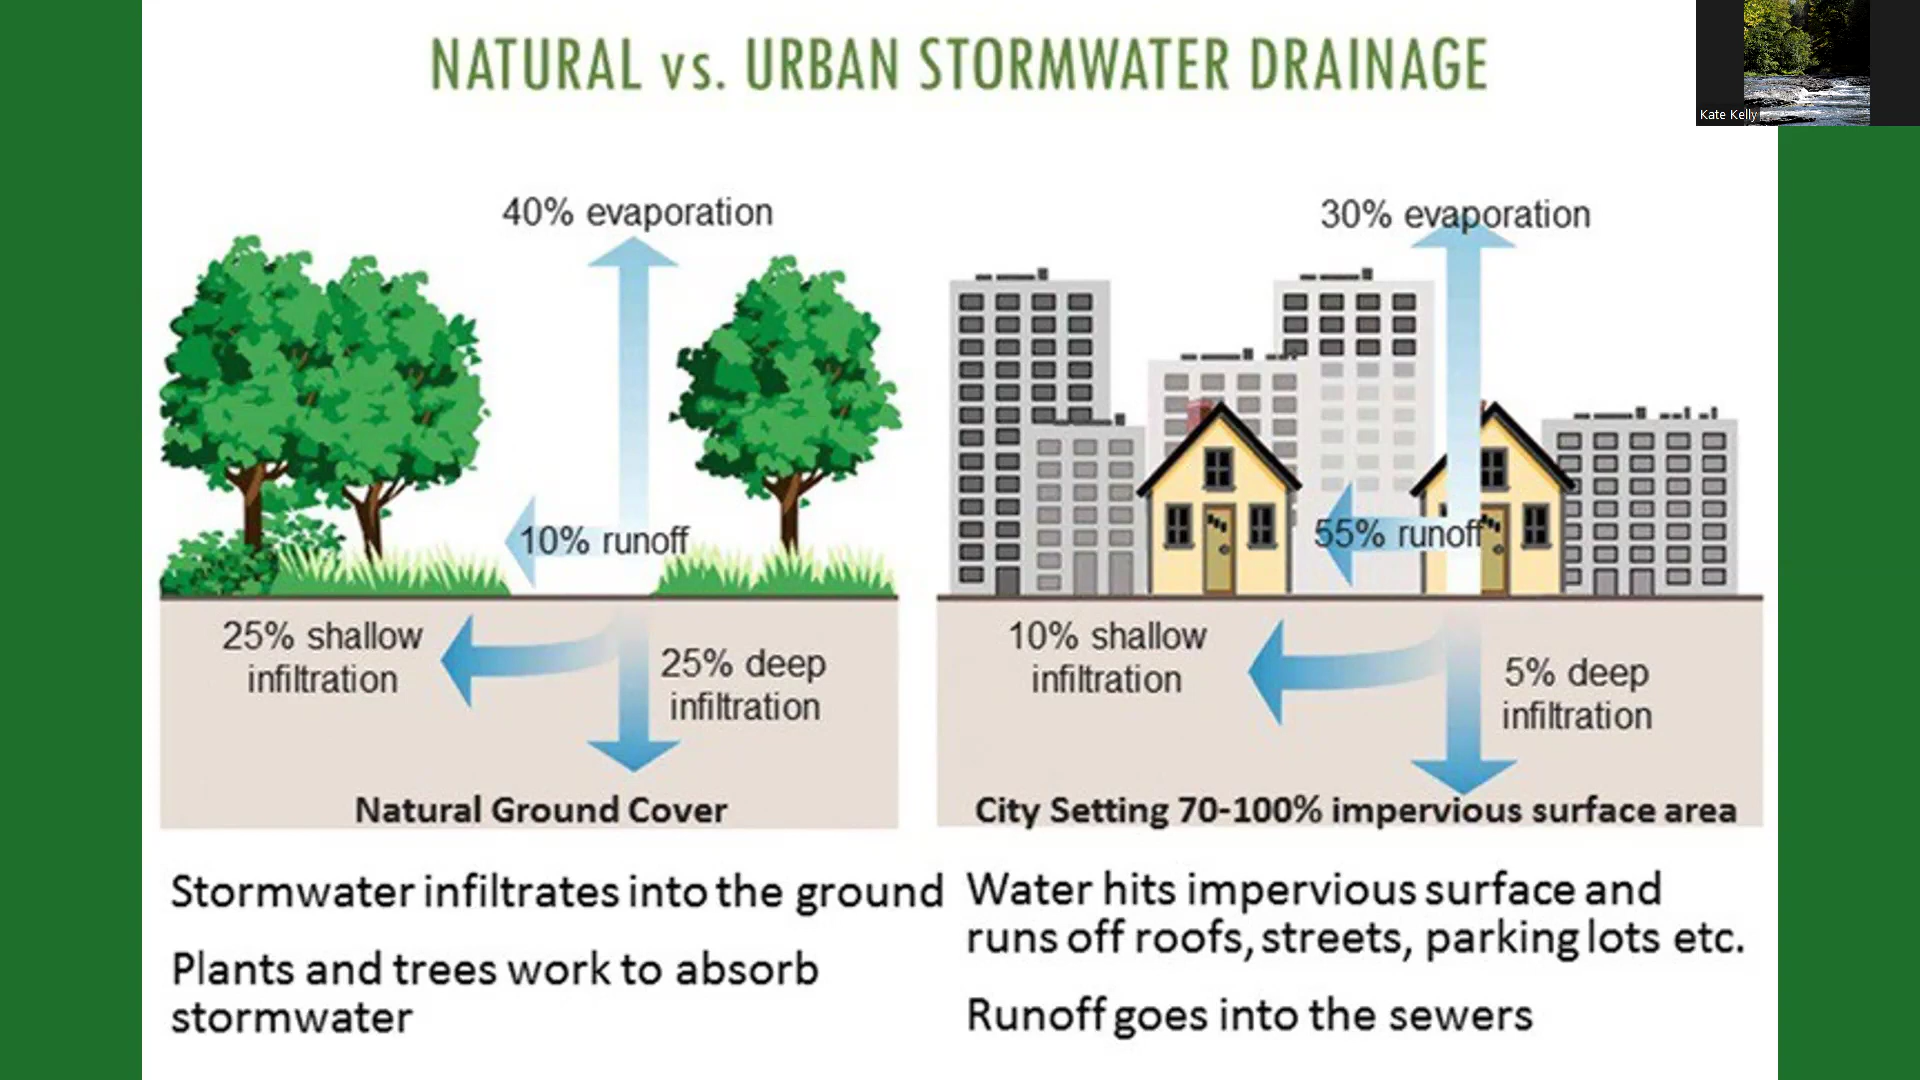 NATURAL vs. URBAN STORMWATER DRAINAGE
Kate Kelly
40% evaporation
10% runoff
25% shallow
infiltration
25% deep
infiltration
Natural Ground Cover
30% evaporation
55% runoff
10% shallow
infiltration
5% deep
infiltration
City Setting 70-100% impervious surface area
Stormwater infiltrates into the ground
Plants and trees work to absorb
stormwater
Water hits impervious surface and
runs off roofs, streets, parking lots etc.
Runoff goes into the sewers